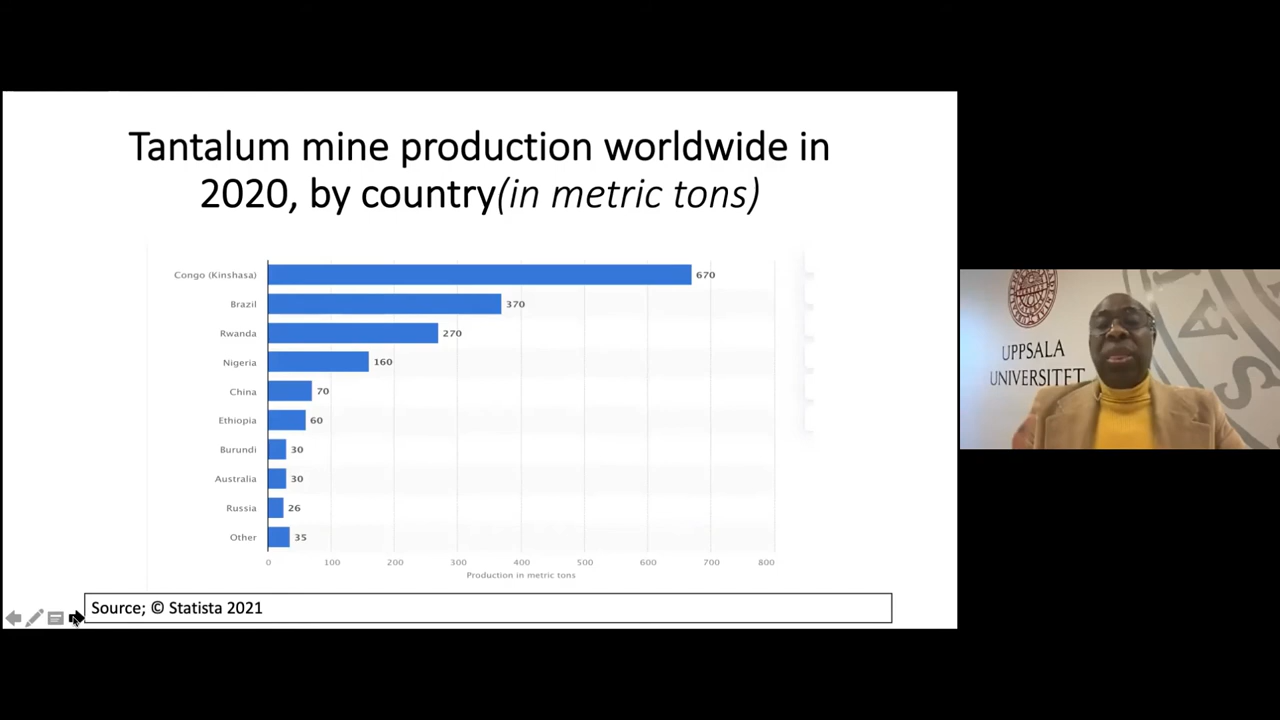 Tantalum mine production worldwide in
2020, by country(in metric tons)
Congo (Kinshasa) 670
Brazil 370
Rwanda 270
Nigeria 160
China 70
Ethiopia 60
Burundi 30
Australia 30
Russia 26
Other 35
0 100 200 300 400 500 600 700 800
Production in metric tons
Source; © Statista 2021
UPPSALA
UNIVERSITET